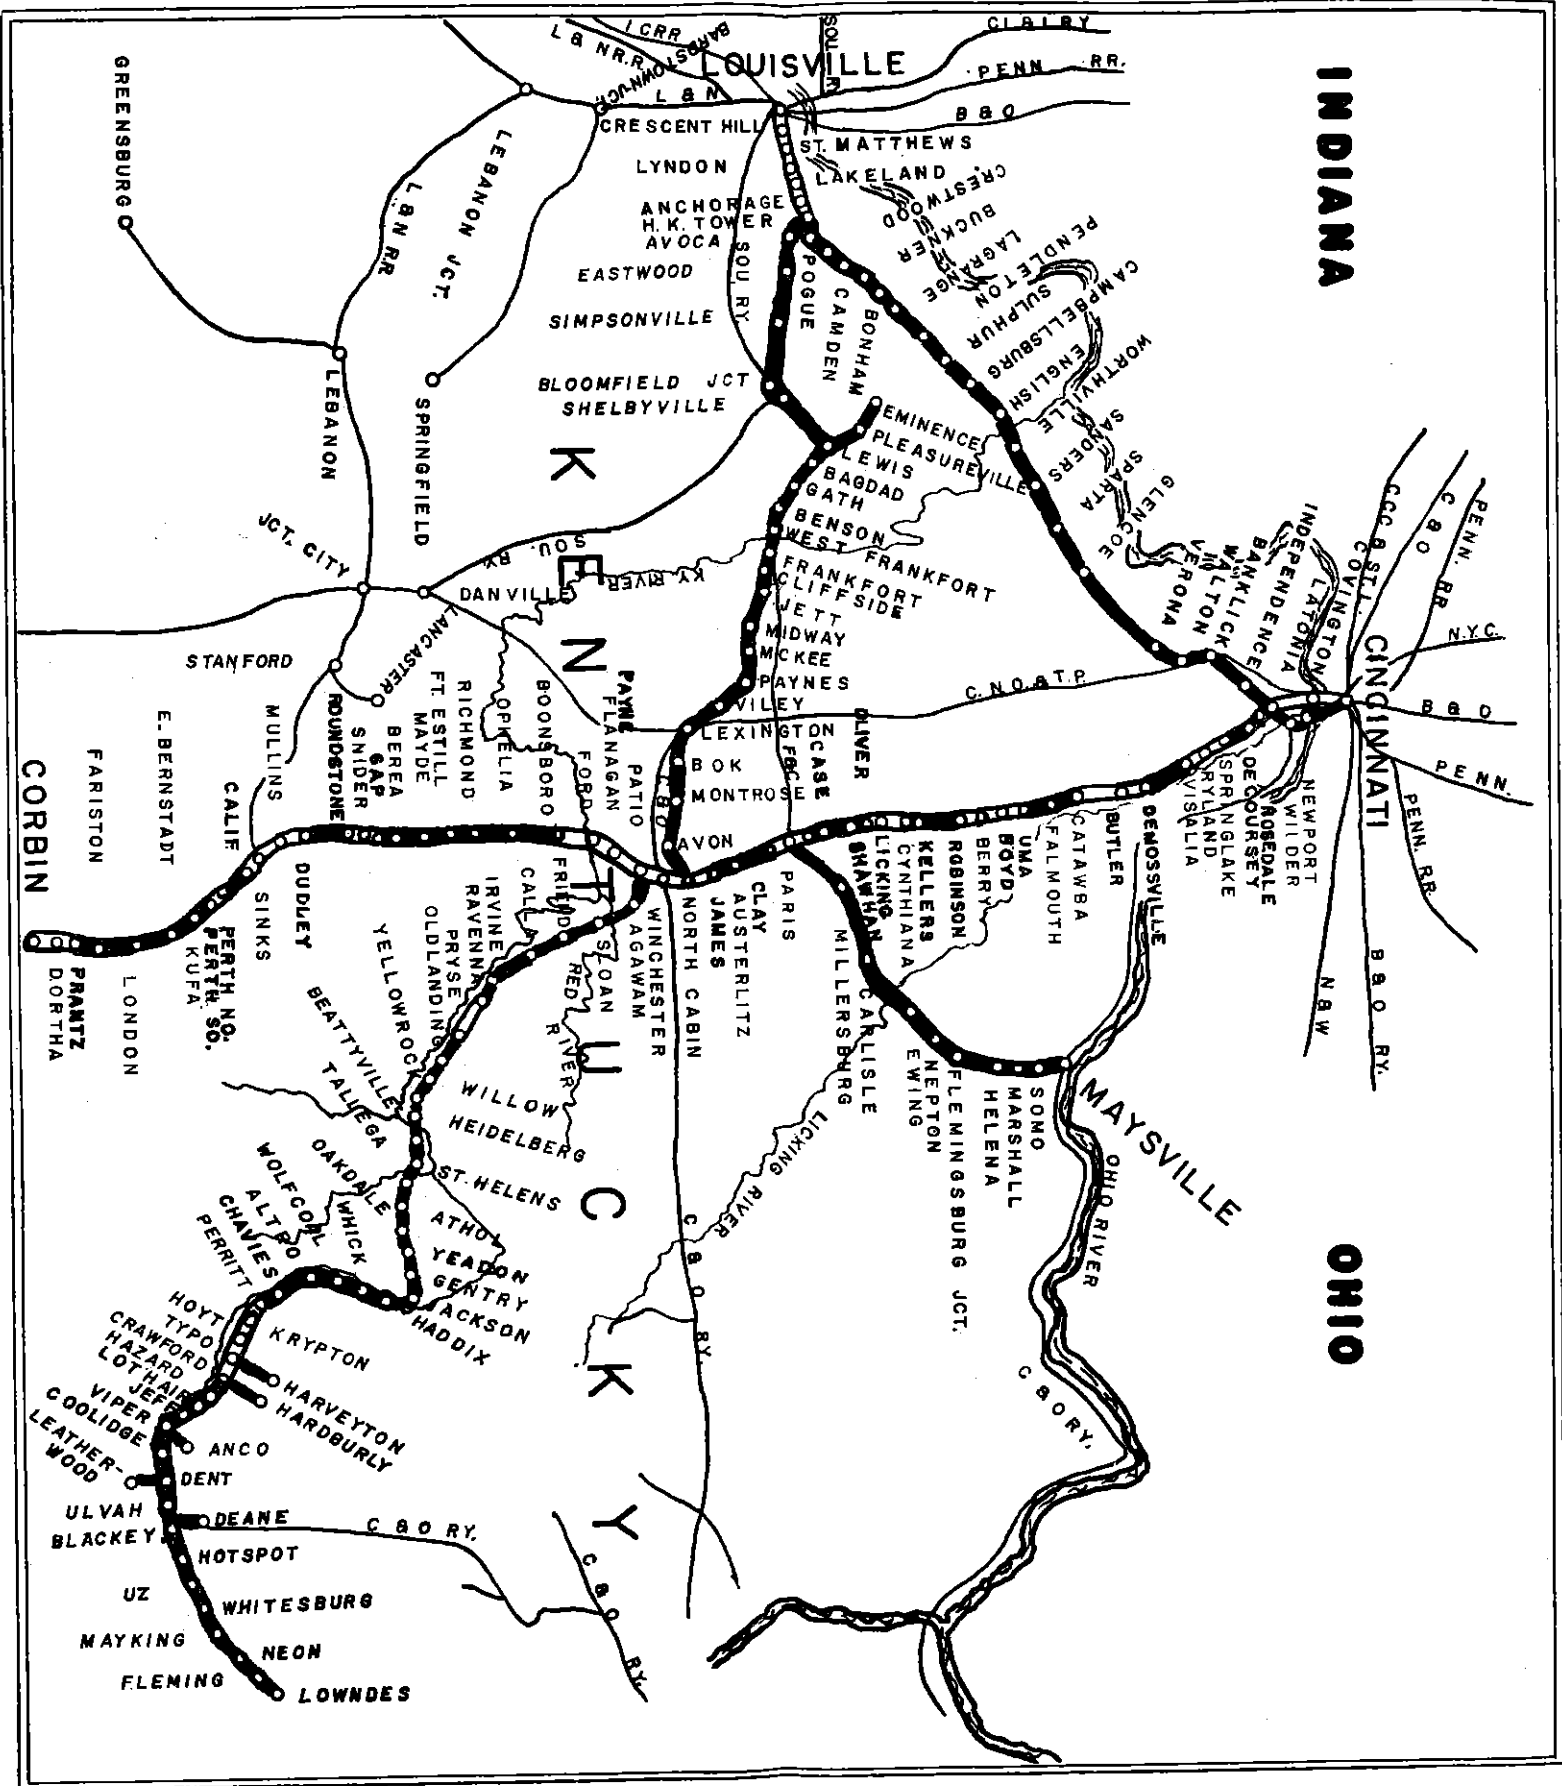 INDIANA
OHIO
KENTUCKY
LOUISVILLE
CINCINNATI
MAYSVILLE
CORBIN
GREENSBURG
I C RR
L & N R.R.
BARDSTOWN JCT.
L & N
SOU. RY
C I & L RY
PENN. RR.
B & O
CRESCENT HILL
ST. MATTHEWS
LYNDON
LAKELAND
ANCHORAGE
H. K. TOWER
AVOCA
EASTWOOD
SIMPSONVILLE
BLOOMFIELD JCT
SHELBYVILLE
SOU. RY
POGUE
CAMDEN
BONHAM
CRESTWOOD
BUCKNER
LAGRANGE
PENDLETON
SULPHUR
CAMPBELLSBURG
ENGLISH
WORTHVILLE
SANDERS
SPARTA
GLENCOE
VERONA
WALTON
BANKLICK
INDEPENDENCE
LATONIA
COVINGTON
EMINENCE
PLEASUREVILLE
LEWIS
BAGDAD
GATH
BENSON
WEST FRANKFORT
FRANKFORT
CLIFFSIDE
JETT
MIDWAY
MCKEE
PAYNES
VILEY
LEXINGTON
BOK
MONTROSE
AVON
LEBANON JCT.
L & N RR
LEBANON
SPRINGFIELD
JCT. CITY
DANVILLE
SOU. RY
KY RIVER
STANFORD
LANCASTER
C. N. O. & T. P.
CCC & ST. L.
C & O
PENN. RR
N.Y.C.
B & O
PENN.
PENN. RR.
B & O RY.
N & W
NEWPORT
WILDER
ROSEDALE
DECOURSEY
SPRINGLAKE
RYLAND
VISALIA
DEMOSSVILLE
BUTLER
CATAWBA
FALMOUTH
UMA
BOYD
BERRY
ROBINSON
KELLERS
CYNTHIANA
LICKING
SHAWHAN
OLIVER
CASE
F & C
PARIS
CLAY
AUSTERLITZ
JAMES
NORTH CABIN
WINCHESTER
AGAWAM
SLOAN
PATIO
PAYNE
FLANAGAN
FORD
BOONSBORO
OPHELIA
RICHMOND
FT. ESTILL
MAYDE
BEREA
GAP
SNIDER
ROUNDSTONE
MULLINS
CALIF
E. BERNSTADT
FARISTON
DUDLEY
SINKS
PERTH NO.
PERTH SO.
KUFA
LONDON
PRANTZ
DORTHA
MILLERSBURG
CARLISLE
EWING
NEPTON
FLEMINGSBURG JCT.
HELENA
MARSHALL
SOMO
LICKING RIVER
OHIO RIVER
C & O RY.
C & O RY.
FRIEND
CALLA
IRVINE
RAVENNA
PRYSE
OLDLANDING
YELLOWROCK
BEATTYVILLE
TALLEGA
RED RIVER
WILLOW
HEIDELBERG
ST. HELENS
ATHOL
YEADON
GENTRY
JACKSON
HADDIX
OAKDALE
WHICK
WOLFCOAL
ALTRO
CHAVIES
PERRITT
KRYPTON
HOYT
TYPO
CRAWFORD
HAZARD
LOTHAIR
JEFF
VIPER
COOLIDGE
LEATHER-
WOOD
HARVEYTON
HARDBURLY
ANCO
DENT
ULVAH
BLACKEY
DEANE
C & O RY.
C & O RY.
HOTSPOT
UZ
WHITESBURG
MAYKING
NEON
FLEMING
LOWNDES